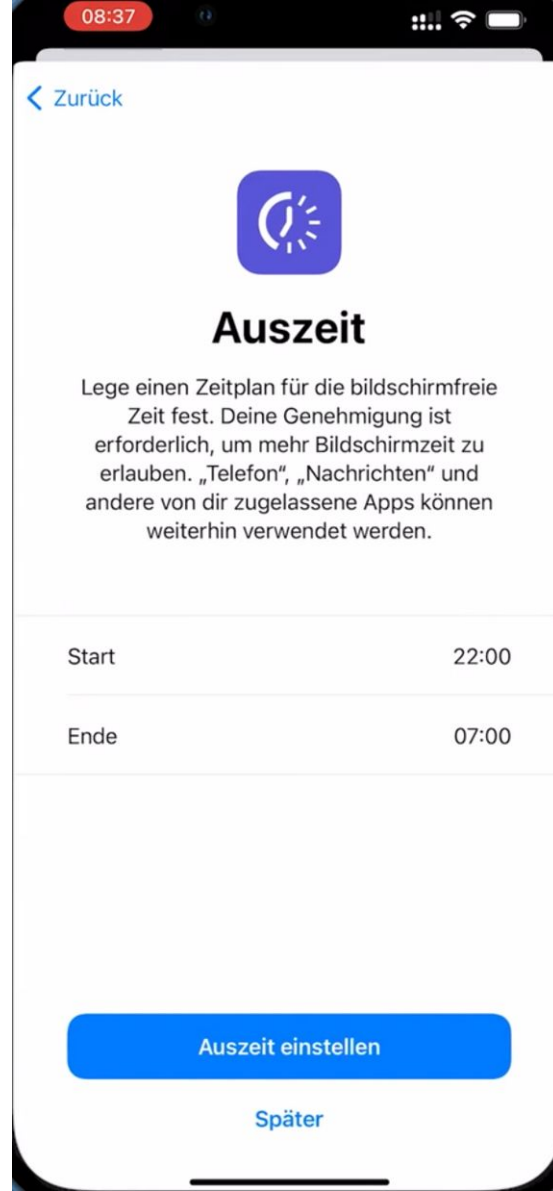 08:37
Zurück
Auszeit
Lege einen Zeitplan für die bildschirmfreie
Zeit fest. Deine Genehmigung ist
erforderlich, um mehr Bildschirmzeit zu
erlauben. „Telefon“, „Nachrichten“ und
andere von dir zugelassene Apps können
weiterhin verwendet werden.
Start 22:00
Ende 07:00
Auszeit einstellen
Später